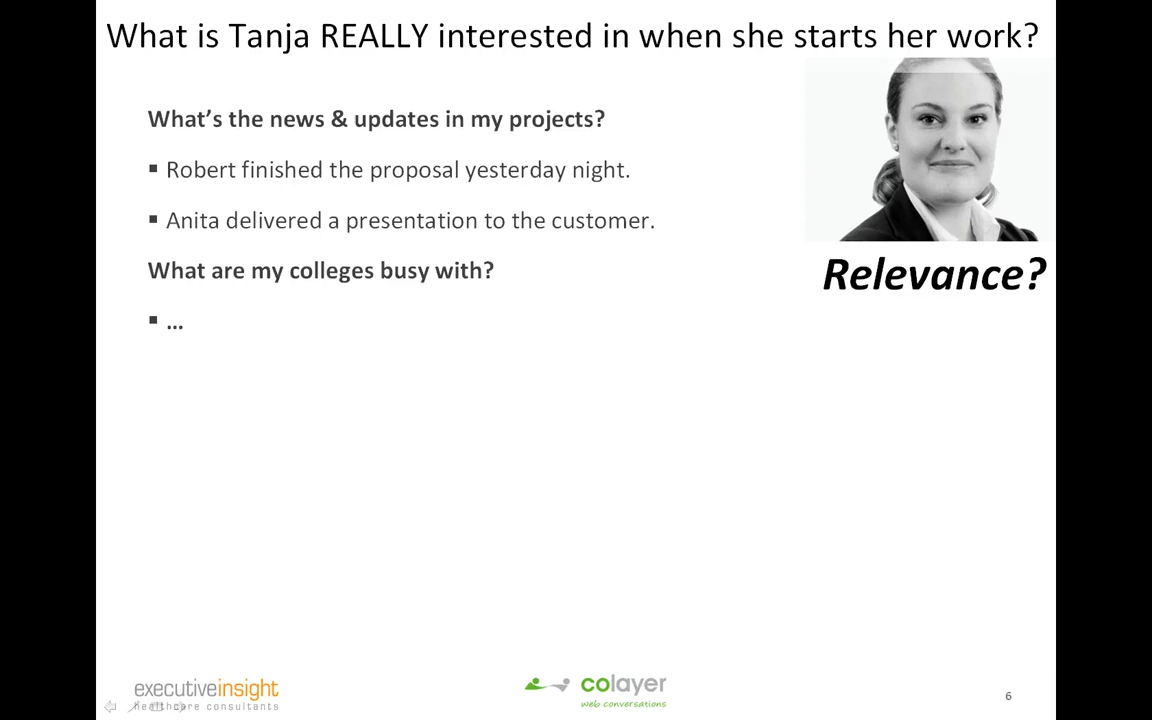 What is Tanja REALLY interested in when she starts her work?
What's the news & updates in my projects?
▪ Robert finished the proposal yesterday night.
▪ Anita delivered a presentation to the customer.
Relevance?
What are my colleges busy with?
▪ ...
executiveinsight
healthcare consultants
colayer
web conversations
6